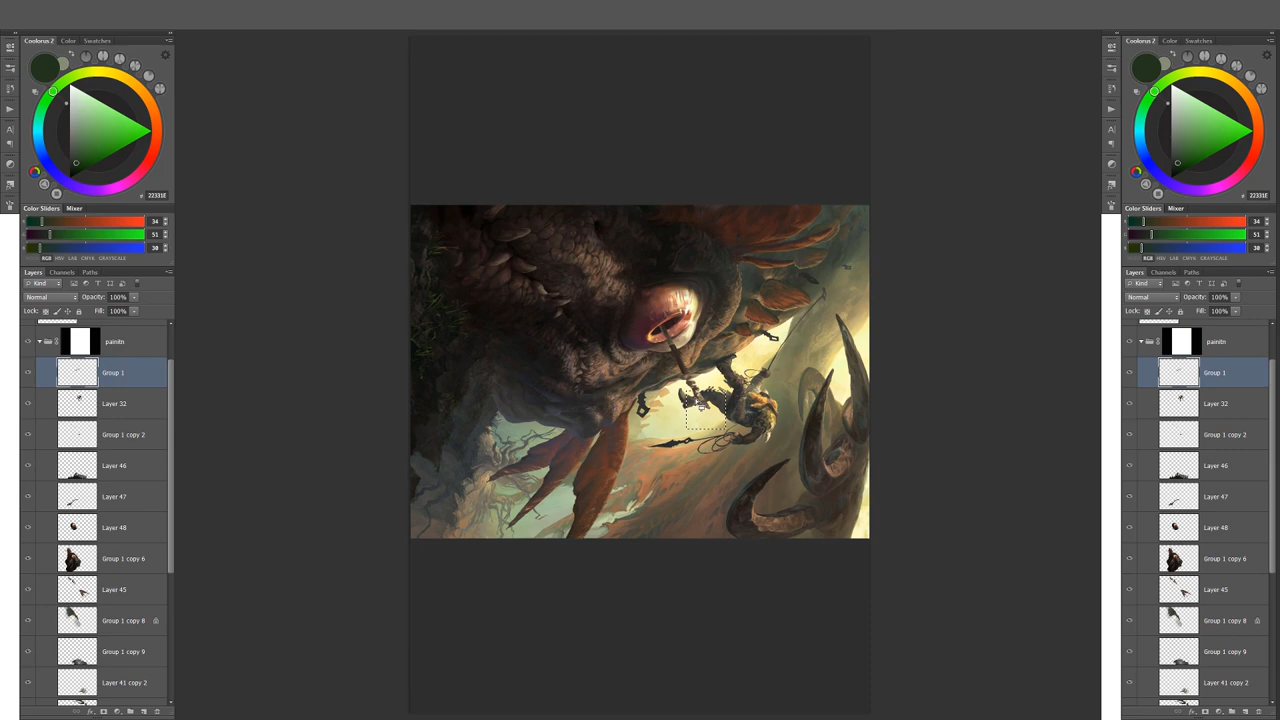 Coolorus 2 Color Swatches
# 22331E
Color Sliders Mixer
34
51
30
RGB HSV LAB CMYK GRAYSCALE
Layers Channels Paths
Kind
Normal Opacity: 100%
Lock: Fill: 100%
painitn
Group 1
Layer 32
Group 1 copy 2
Layer 46
Layer 47
Layer 48
Group 1 copy 6
Layer 45
Group 1 copy 8
Group 1 copy 9
Layer 41 copy 2
Coolorus 2 Color Swatches
# 22331E
Color Sliders Mixer
34
51
30
RGB HSV LAB CMYK GRAYSCALE
Layers Channels Paths
Kind
Normal Opacity: 100%
Lock: Fill: 100%
painitn
Group 1
Layer 32
Group 1 copy 2
Layer 46
Layer 47
Layer 48
Group 1 copy 6
Layer 45
Group 1 copy 8
Group 1 copy 9
Layer 41 copy 2